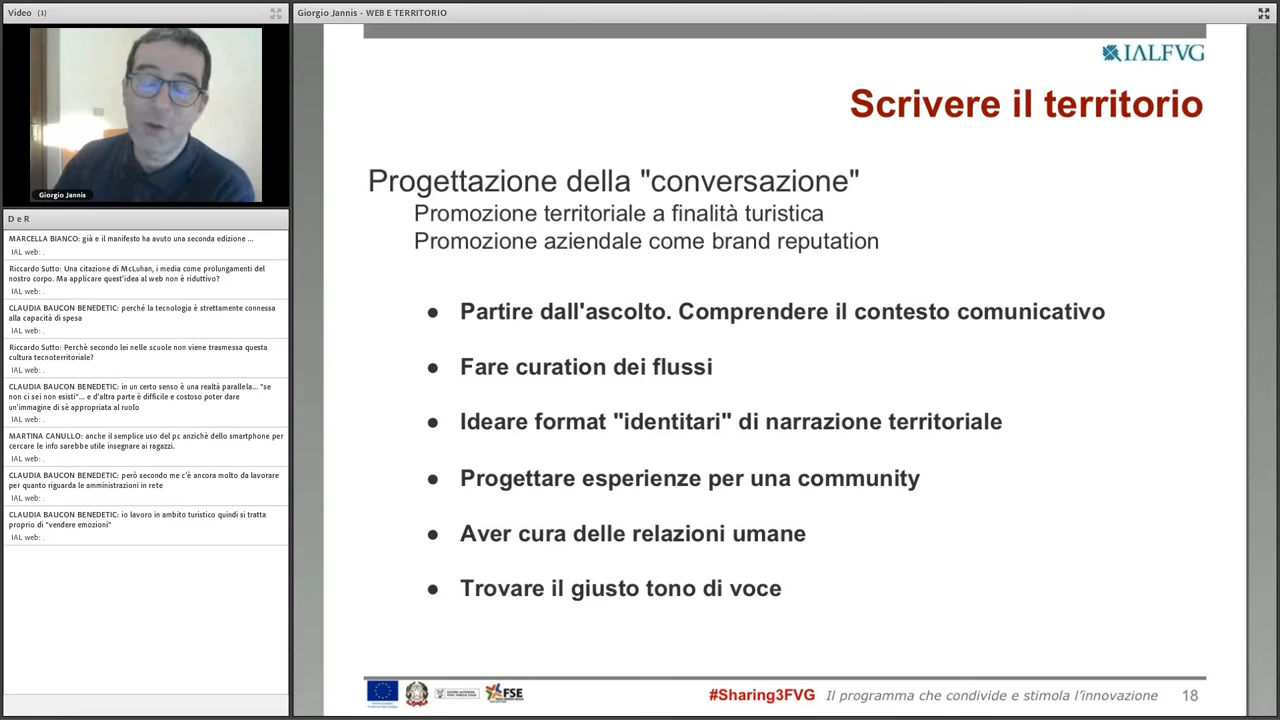 Video (1)
Giorgio Jannis
D e R
MARCELLA BIANCO: già e il manifesto ha avuto una seconda edizione ...
IAL web: .
Riccardo Sutto: Una citazione di McLuhan, i media come prolungamenti del
nostro corpo. Ma applicare quest'idea al web non è riduttivo?
IAL web: .
CLAUDIA BAUCON BENEDETIC: perché la tecnologia è strettamente connessa
alla capacità di spesa
IAL web: .
Riccardo Sutto: Perchè secondo lei nelle scuole non viene trasmessa questa
cultura tecnoterritoriale?
IAL web: .
CLAUDIA BAUCON BENEDETIC: in un certo senso è una realtà parallela... "se
non ci sei non esisti"... e d'altra parte è difficile e costoso poter dare
un'immagine di sè appropriata al ruolo
IAL web: .
MARTINA CANULLO: anche il semplice uso del pc anzichè dello smartphone per
cercare le info sarebbe utile insegnare ai ragazzi.
IAL web: .
CLAUDIA BAUCON BENEDETIC: però secondo me c'è ancora molto da lavorare
per quanto riguarda le amministrazioni in rete
IAL web: .
CLAUDIA BAUCON BENEDETIC: io lavoro in ambito turistico quindi si tratta
proprio di "vendere emozioni"
IAL web: .
Giorgio Jannis - WEB E TERRITORIO
IALFVG
Scrivere il territorio
Progettazione della "conversazione"
Promozione territoriale a finalità turistica
Promozione aziendale come brand reputation
● Partire dall'ascolto. Comprendere il contesto comunicativo
● Fare curation dei flussi
● Ideare format "identitari" di narrazione territoriale
● Progettare esperienze per una community
● Aver cura delle relazioni umane
● Trovare il giusto tono di voce
FSE
#Sharing3FVG Il programma che condivide e stimola l'innovazione 18